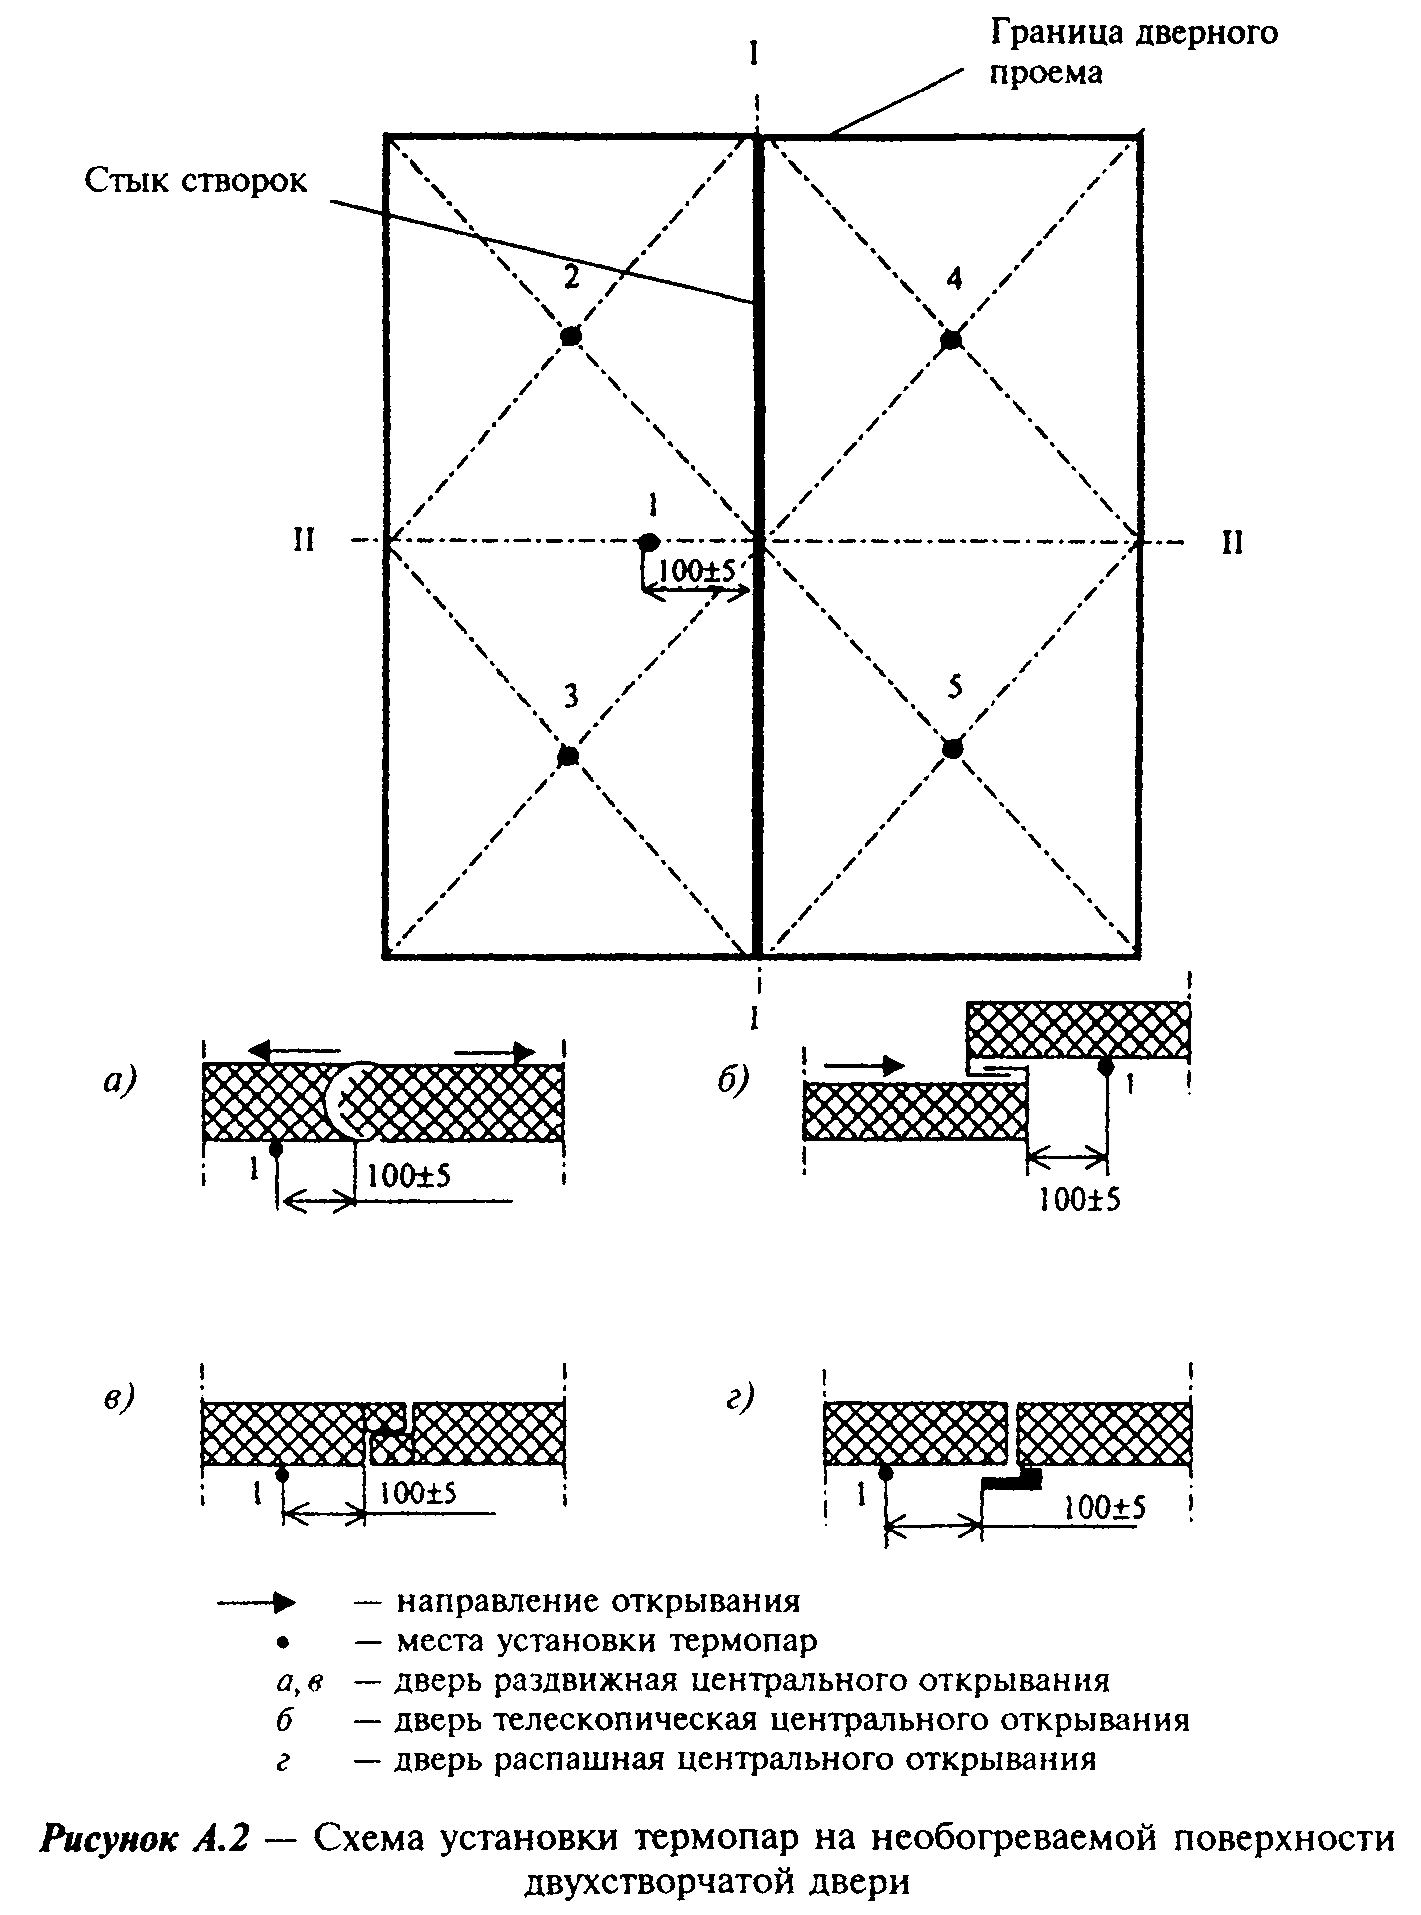 I
Граница дверного
проема
Стык створок
2
4
1
II
II
100±5
3
5
I
а)
1
100±5
б)
1
100±5
в)
1
100±5
г)
1
100±5
— направление открывания
— места установки термопар
а, в — дверь раздвижная центрального открывания
б — дверь телескопическая центрального открывания
г — дверь распашная центрального открывания
Рисунок А.2 — Схема установки термопар на необогреваемой поверхности
двухстворчатой двери